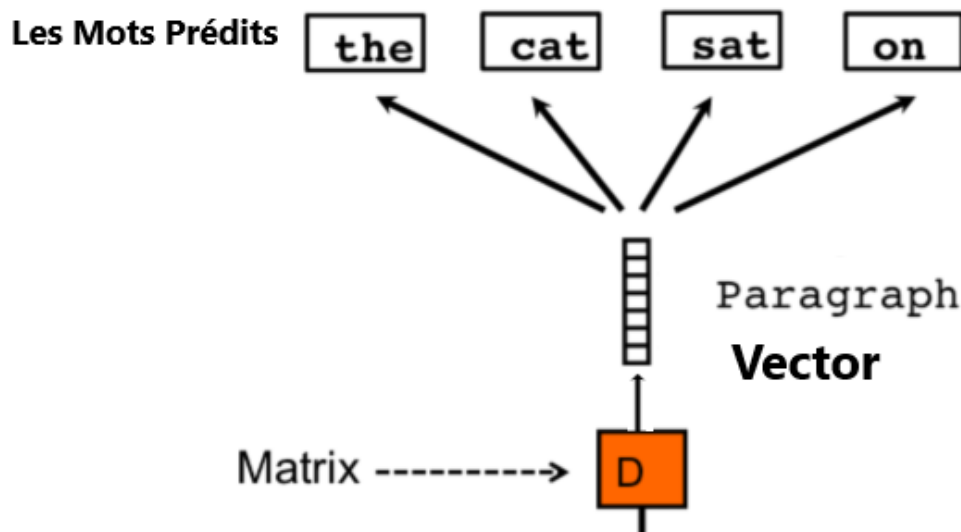 Les Mots Prédits
the cat sat on
Paragraph
Vector
Matrix
D